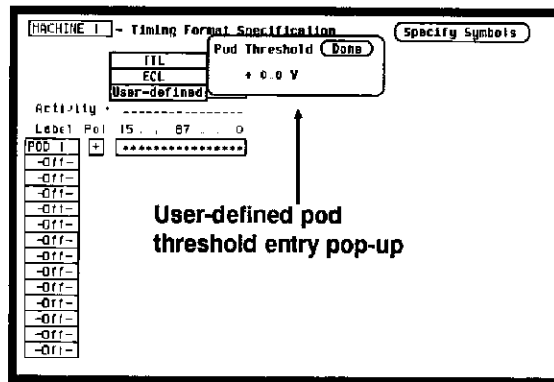 MACHINE 1 - Timing Format Specification
Specify Symbols
Pod Threshold Done
+ 0.0 V
TTL
ECL
User-defined
Activity
Label Pol 15 . . 87 . . 0
POD 1 + ****************
-Off-
-Off-
-Off-
-Off-
-Off-
-Off-
-Off-
-Off-
-Off-
-Off-
-Off-
-Off-
-Off-
User-defined pod
threshold entry pop-up